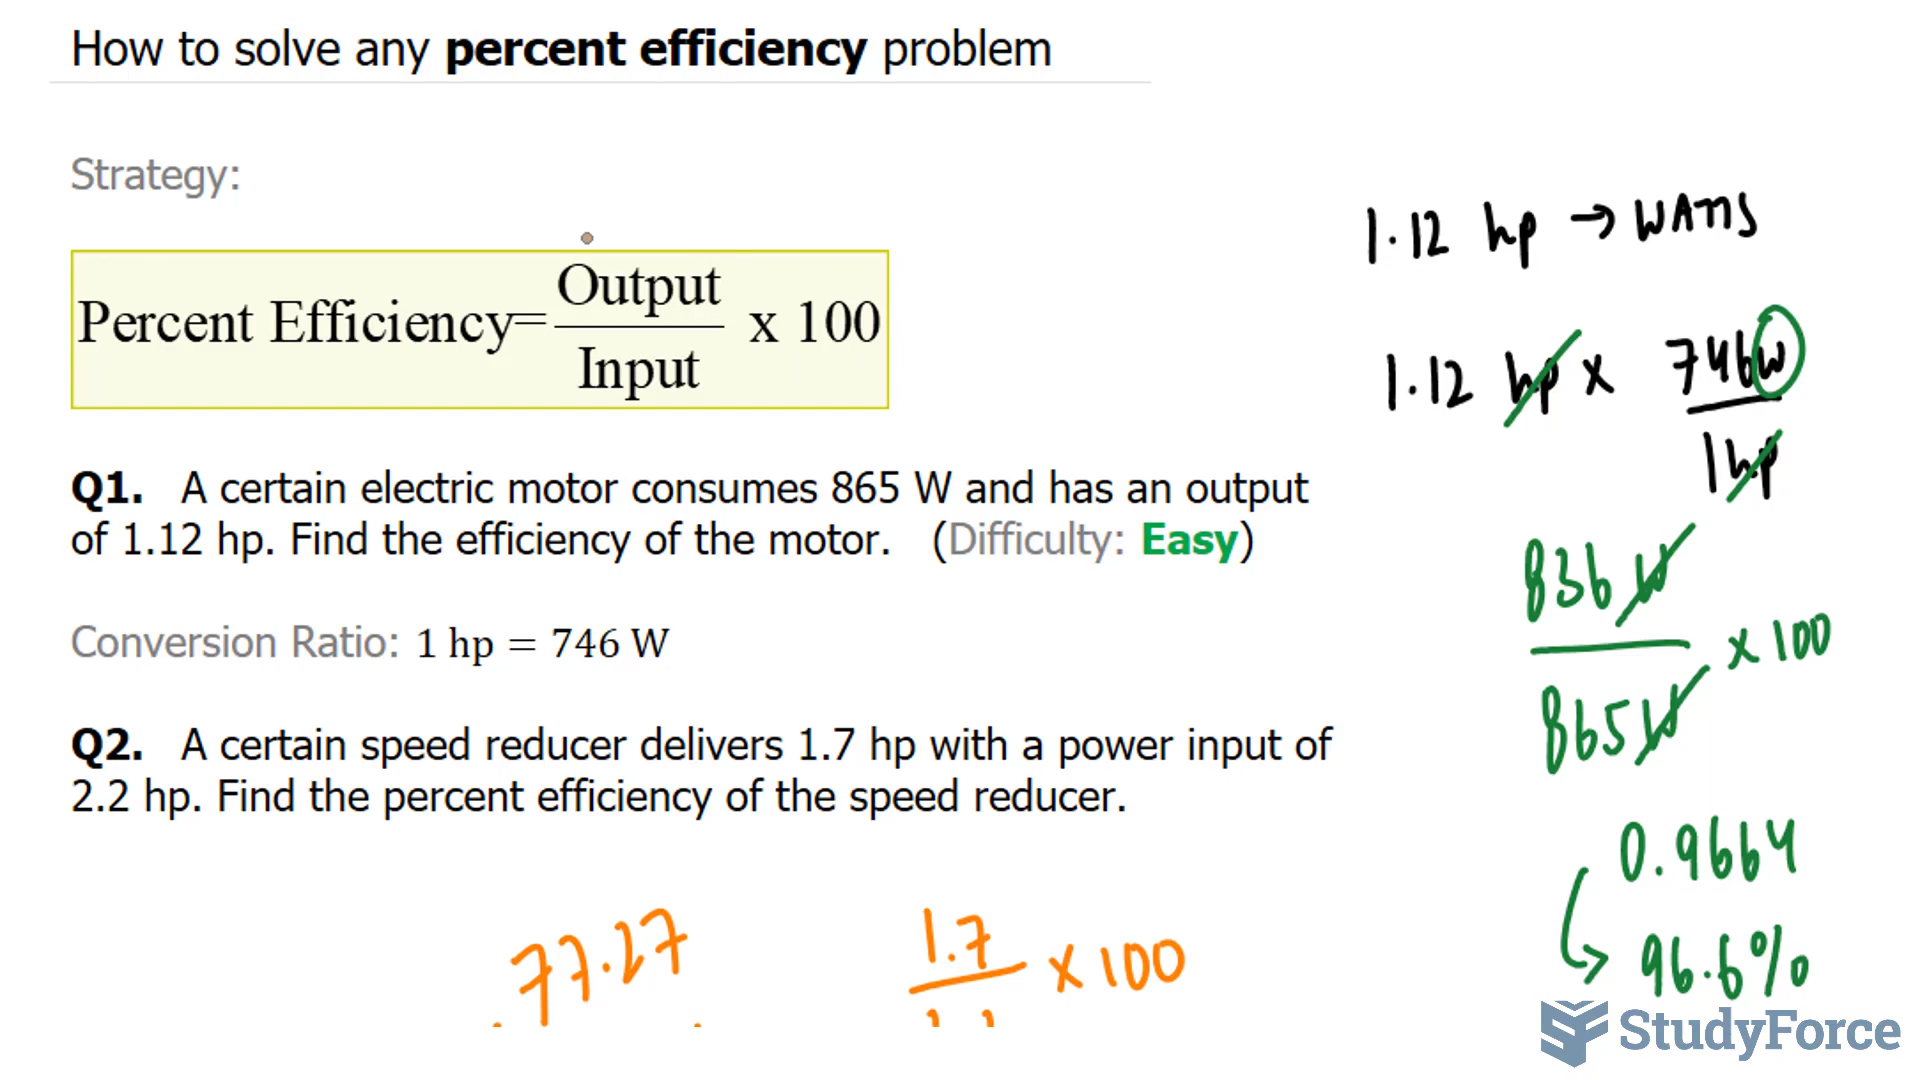 How to solve any percent efficiency problem
Strategy:
Percent Efficiency= Output / Input x 100
Q1. A certain electric motor consumes 865 W and has an output
of 1.12 hp. Find the efficiency of the motor. (Difficulty: Easy)
Conversion Ratio: 1 hp = 746 W
Q2. A certain speed reducer delivers 1.7 hp with a power input of
2.2 hp. Find the percent efficiency of the speed reducer.
77.27
1.7
x 100
1.12 hp → WATTS
1.12 hp x 746W
1hp
836 W
x 100
865W
0.9664
96.6%
StudyForce